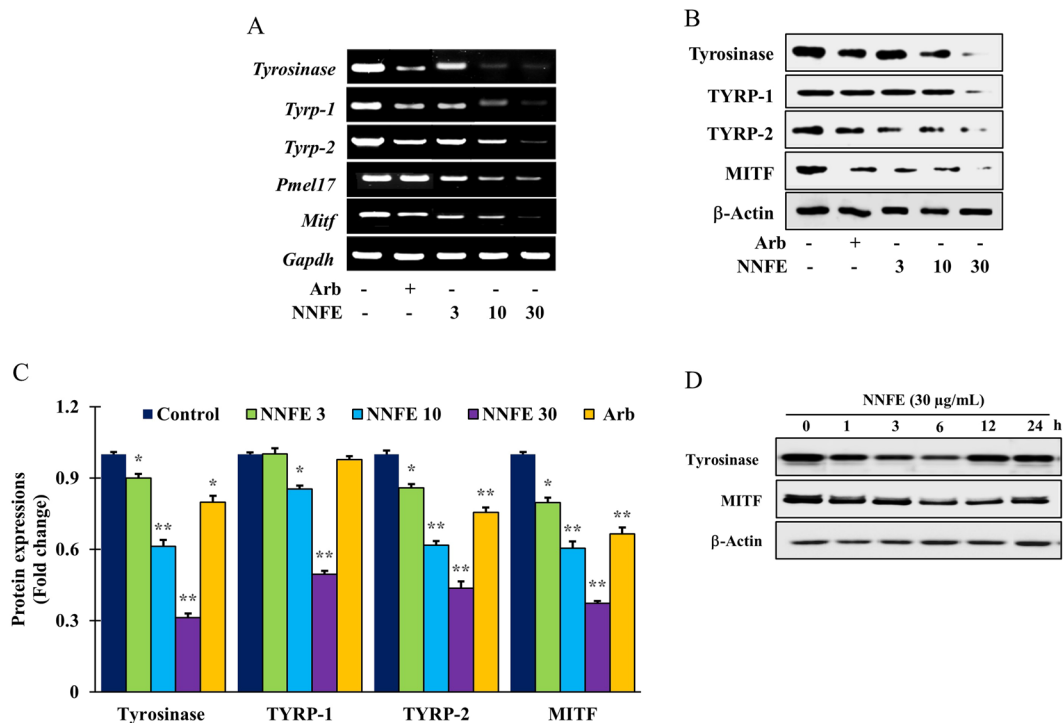 A
Tyrosinase
Tyrp-1
Tyrp-2
Pmel17
Mitf
Gapdh
Arb - + - - -
NNFE - - 3 10 30
B
Tyrosinase
TYRP-1
TYRP-2
MITF
β-Actin
Arb - + - - -
NNFE - - 3 10 30
C
Control NNFE 3 NNFE 10 NNFE 30 Arb
Protein expressions
(Fold change)
1.2
0.9
0.6
0.3
0
* ** ** *
* **
* ** ** **
* ** ** **
Tyrosinase TYRP-1 TYRP-2 MITF
D
NNFE (30 μg/mL)
0 1 3 6 12 24 h
Tyrosinase
MITF
β-Actin